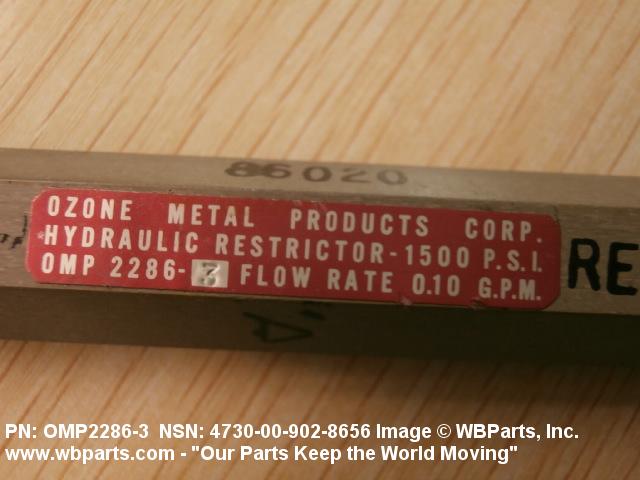 86020
OZONE METAL PRODUCTS CORP.
HYDRAULIC RESTRICTOR-1500 P.S.I.
OMP 2286-3 FLOW RATE 0.10 G.P.M.
RE
PN: OMP2286-3 NSN: 4730-00-902-8656 Image © WBParts, Inc.
www.wbparts.com - "Our Parts Keep the World Moving"